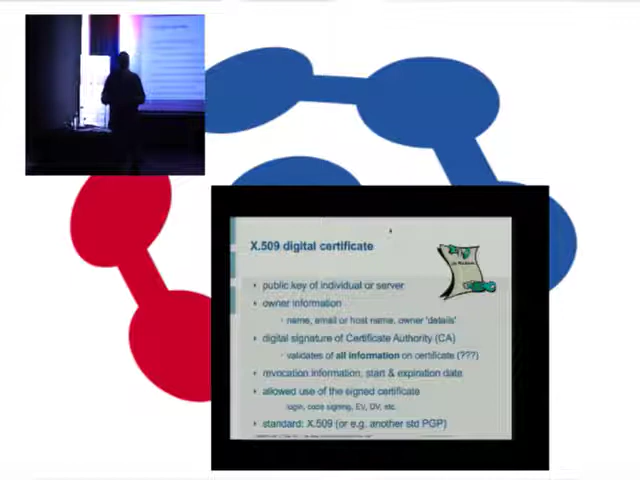 X.509 digital certificate
public key of individual or server
owner information
name, email or host name, owner 'details'
digital signature of Certificate Authority (CA)
validates of all information on certificate (???)
revocation information, start & expiration date
allowed use of the signed certificate
login, code signing, EV, DV, etc.
standard: X.509 (or e.g. another std PGP)